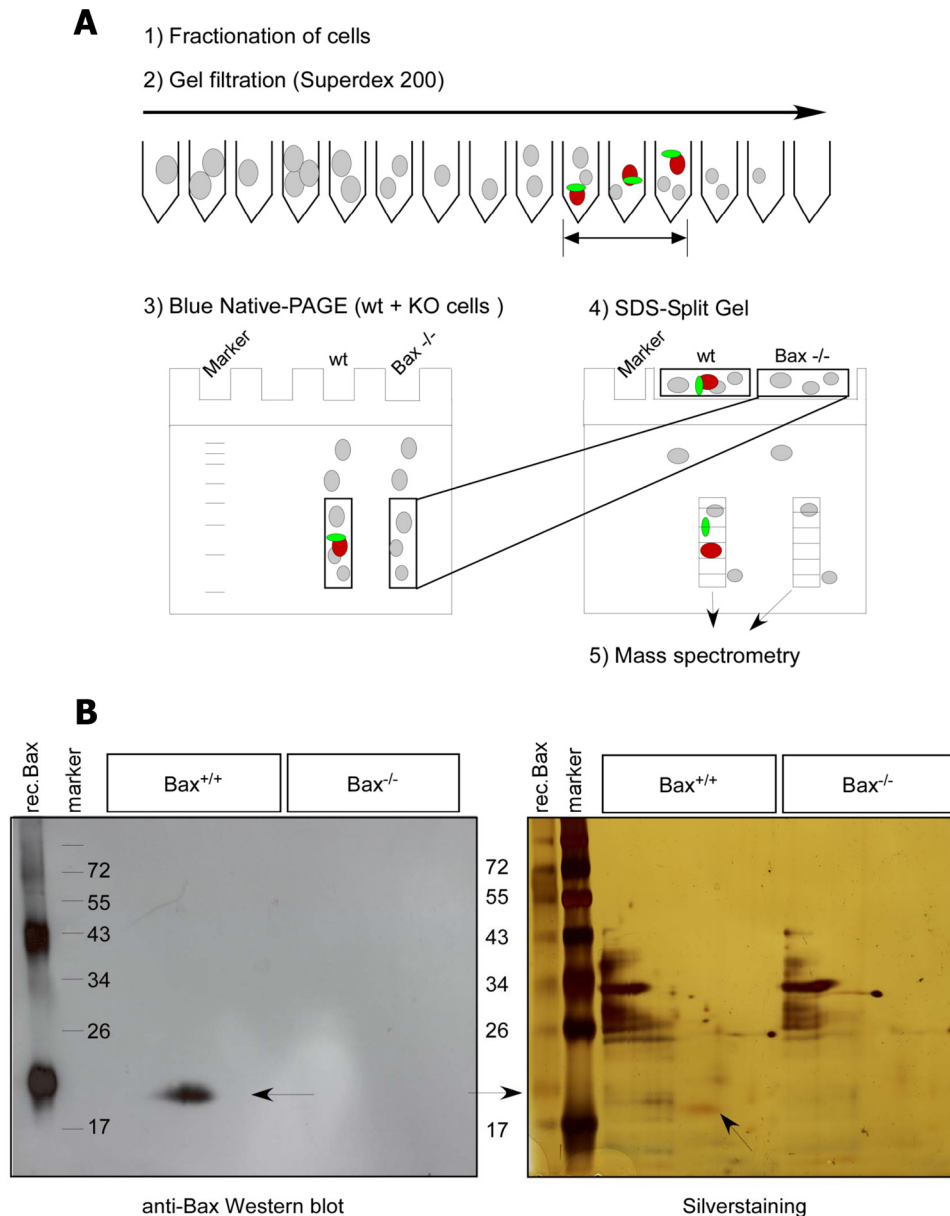 A
1) Fractionation of cells
2) Gel filtration (Superdex 200)
3) Blue Native-PAGE (wt + KO cells )
Marker
wt
Bax -/-
4) SDS-Split Gel
Marker
wt
Bax -/-
5) Mass spectrometry
B
rec.Bax
marker
Bax+/+
Bax-/-
72
55
43
34
26
17
anti-Bax Western blot
rec.Bax
marker
Bax+/+
Bax-/-
72
55
43
34
26
17
Silverstaining